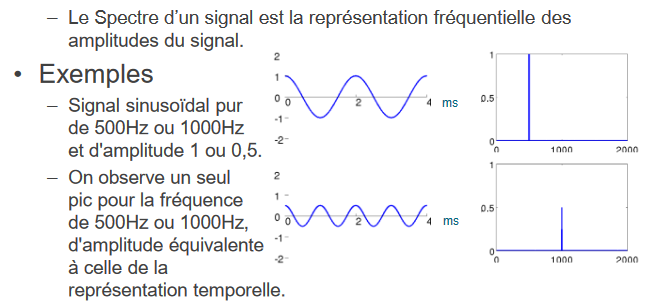 – Le Spectre d’un signal est la représentation fréquentielle des
amplitudes du signal.
• Exemples
– Signal sinusoïdal pur
de 500Hz ou 1000Hz
et d'amplitude 1 ou 0,5.
– On observe un seul
pic pour la fréquence
de 500Hz ou 1000Hz,
d'amplitude équivalente
à celle de la
représentation temporelle.
2
1
0 0 2 4 ms
-1
-2
1
0.5
0
0 1000 2000
2
1
0 0 2 4 ms
-1
-2
1
0.5
0
0 1000 2000